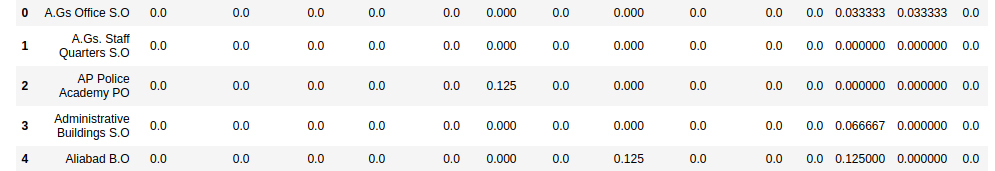 0 A.Gs Office S.O 0.0 0.0 0.0 0.0 0.0 0.000 0.0 0.000 0.0 0.0 0.0 0.033333 0.033333 0.0
1 A.Gs. Staff Quarters S.O 0.0 0.0 0.0 0.0 0.0 0.000 0.0 0.000 0.0 0.0 0.0 0.000000 0.000000 0.0
2 AP Police Academy PO 0.0 0.0 0.0 0.0 0.0 0.125 0.0 0.000 0.0 0.0 0.0 0.000000 0.000000 0.0
3 Administrative Buildings S.O 0.0 0.0 0.0 0.0 0.0 0.000 0.0 0.000 0.0 0.0 0.0 0.066667 0.000000 0.0
4 Aliabad B.O 0.0 0.0 0.0 0.0 0.0 0.000 0.0 0.125 0.0 0.0 0.0 0.125000 0.000000 0.0